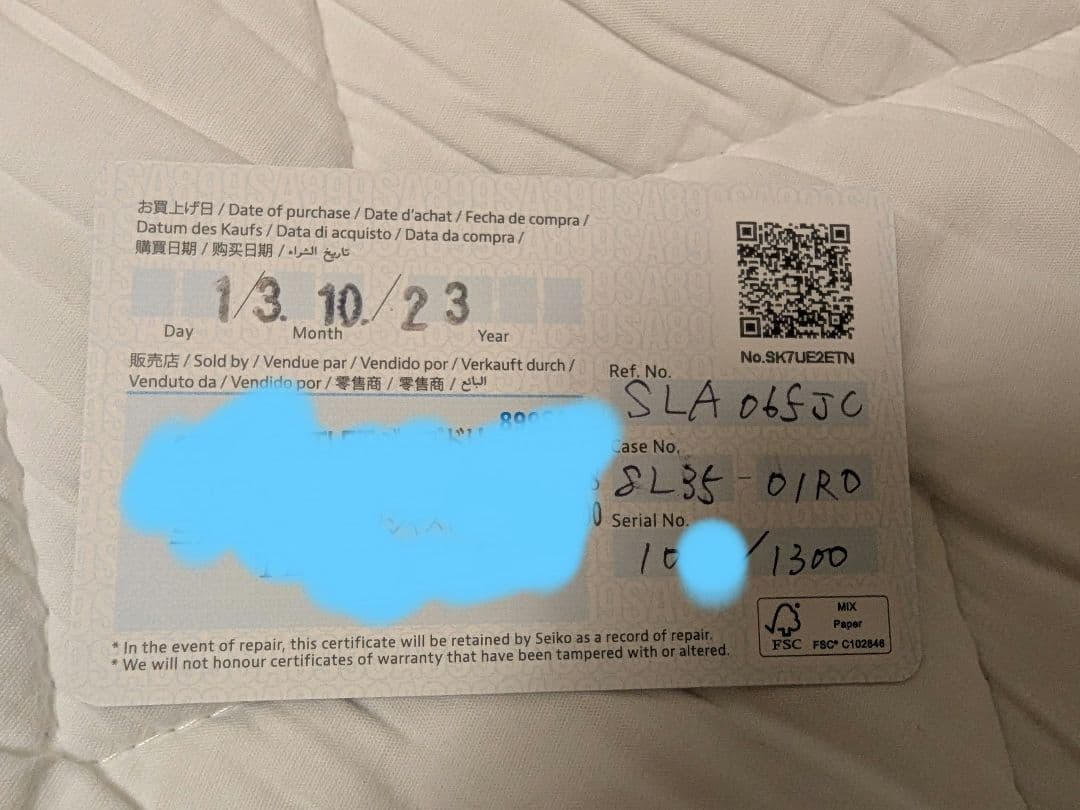 お買上げ日 / Date of purchase / Date d'achat / Fecha de compra /
Datum des Kaufs / Data di acquisto / Data da compra /
購買日期 / 购买日期 / تاريخ الشراء
1/3. 10./23
Day Month Year
販売店 / Sold by / Vendue par / Vendido por / Verkauft durch /
Venduto da / Vendido por / 零售商 / 零售商 / البائع
No.SK7UE2ETN
Ref. No.
SLA065JC
Case No.
8L35-01R0
Serial No.
10 /1300
* In the event of repair, this certificate will be retained by Seiko as a record of repair.
* We will not honour certificates of warranty that have been tampered with or altered.
MIX
Paper
FSC FSC® C102846